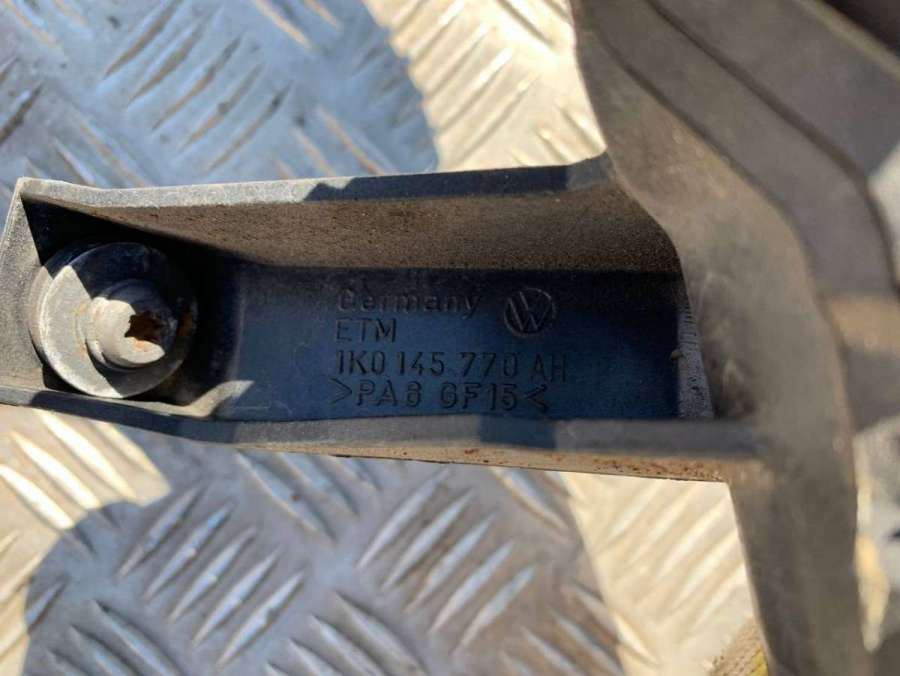 Germany
ETM
1K0 145 770 AH
>PA6 GF15<